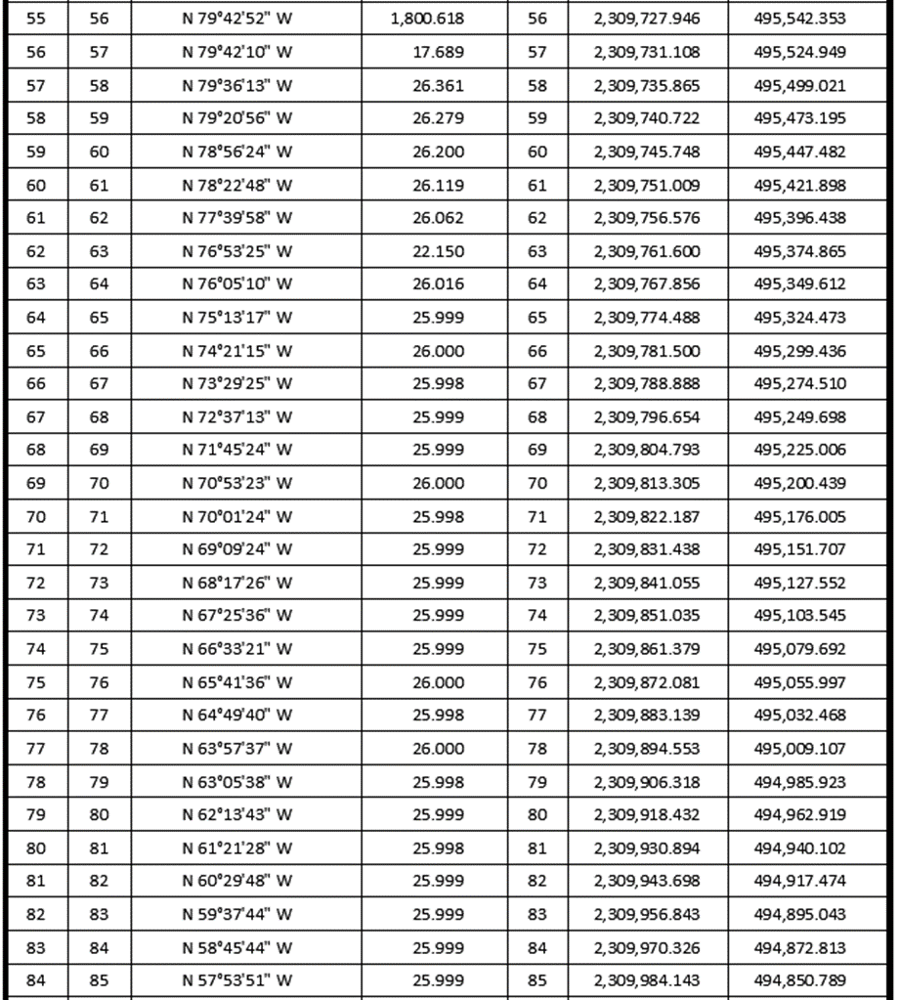 55 56 N 79°42'52" W 1,800.618 56 2,309,727.946 495,542.353
56 57 N 79°42'10" W 17.689 57 2,309,731.108 495,524.949
57 58 N 79°36'13" W 26.361 58 2,309,735.865 495,499.021
58 59 N 79°20'56" W 26.279 59 2,309,740.722 495,473.195
59 60 N 78°56'24" W 26.200 60 2,309,745.748 495,447.482
60 61 N 78°22'48" W 26.119 61 2,309,751.009 495,421.898
61 62 N 77°39'58" W 26.062 62 2,309,756.576 495,396.438
62 63 N 76°53'25" W 22.150 63 2,309,761.600 495,374.865
63 64 N 76°05'10" W 26.016 64 2,309,767.856 495,349.612
64 65 N 75°13'17" W 25.999 65 2,309,774.488 495,324.473
65 66 N 74°21'15" W 26.000 66 2,309,781.500 495,299.436
66 67 N 73°29'25" W 25.998 67 2,309,788.888 495,274.510
67 68 N 72°37'13" W 25.999 68 2,309,796.654 495,249.698
68 69 N 71°45'24" W 25.999 69 2,309,804.793 495,225.006
69 70 N 70°53'23" W 26.000 70 2,309,813.305 495,200.439
70 71 N 70°01'24" W 25.998 71 2,309,822.187 495,176.005
71 72 N 69°09'24" W 25.999 72 2,309,831.438 495,151.707
72 73 N 68°17'26" W 25.999 73 2,309,841.055 495,127.552
73 74 N 67°25'36" W 25.999 74 2,309,851.035 495,103.545
74 75 N 66°33'21" W 25.999 75 2,309,861.379 495,079.692
75 76 N 65°41'36" W 26.000 76 2,309,872.081 495,055.997
76 77 N 64°49'40" W 25.998 77 2,309,883.139 495,032.468
77 78 N 63°57'37" W 26.000 78 2,309,894.553 495,009.107
78 79 N 63°05'38" W 25.998 79 2,309,906.318 494,985.923
79 80 N 62°13'43" W 25.999 80 2,309,918.432 494,962.919
80 81 N 61°21'28" W 25.998 81 2,309,930.894 494,940.102
81 82 N 60°29'48" W 25.999 82 2,309,943.698 494,917.474
82 83 N 59°37'44" W 25.999 83 2,309,956.843 494,895.043
83 84 N 58°45'44" W 25.999 84 2,309,970.326 494,872.813
84 85 N 57°53'51" W 25.999 85 2,309,984.143 494,850.789